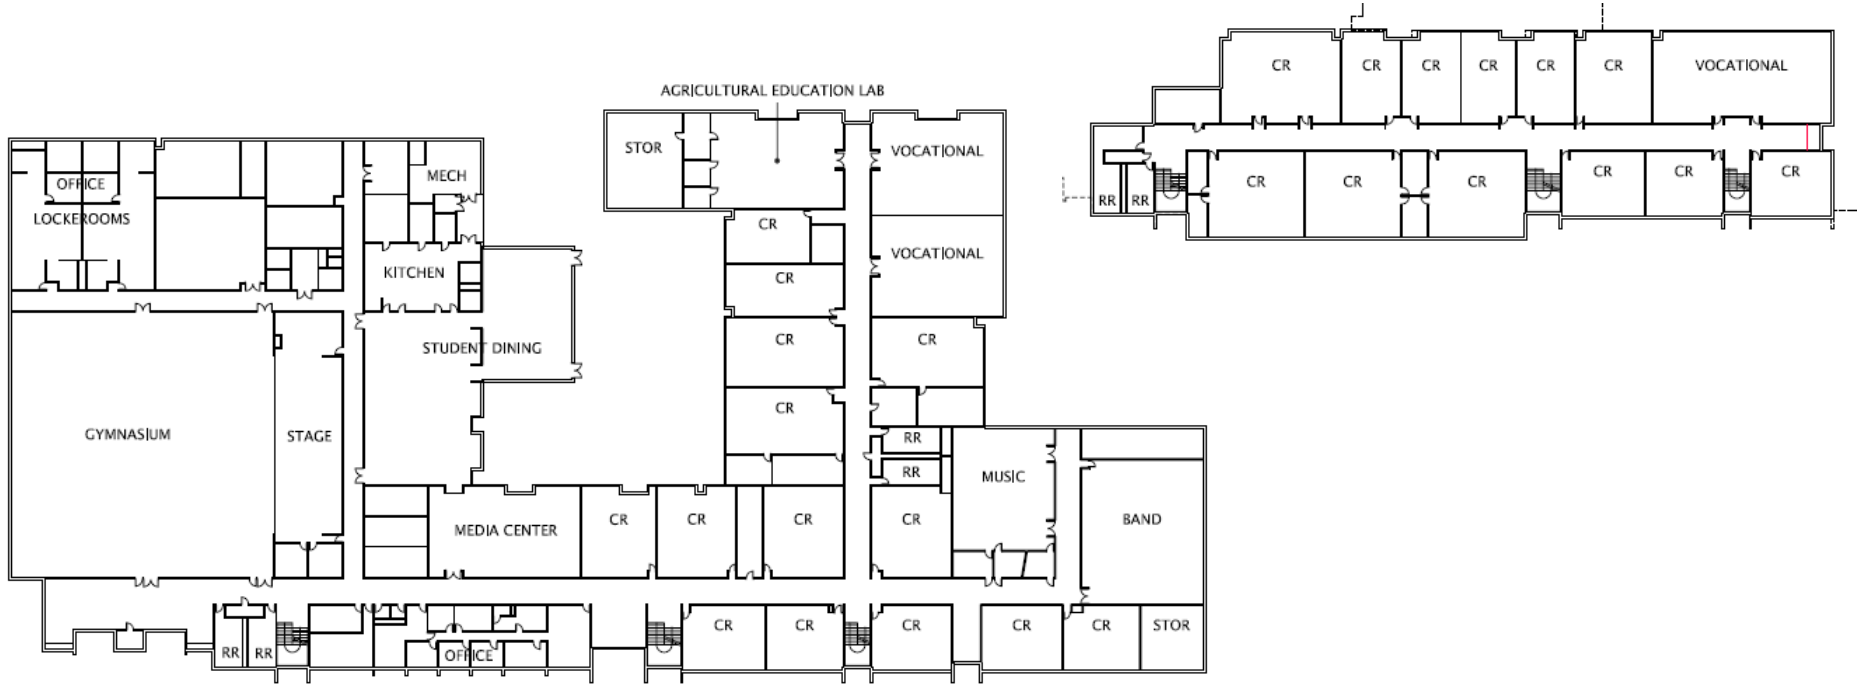 AGRICULTURAL EDUCATION LAB
STOR
VOCATIONAL
MECH
OFFICE
LOCKEROOMS
CR
VOCATIONAL
KITCHEN
CR
STUDENT DINING
CR
CR
CR
GYMNASIUM
STAGE
RR
RR
MUSIC
MEDIA CENTER
CR
CR
CR
CR
BAND
RR
RR
OFFICE
CR
CR
CR
CR
CR
STOR
CR
CR
CR
CR
CR
CR
VOCATIONAL
RR
RR
CR
CR
CR
CR
CR
CR